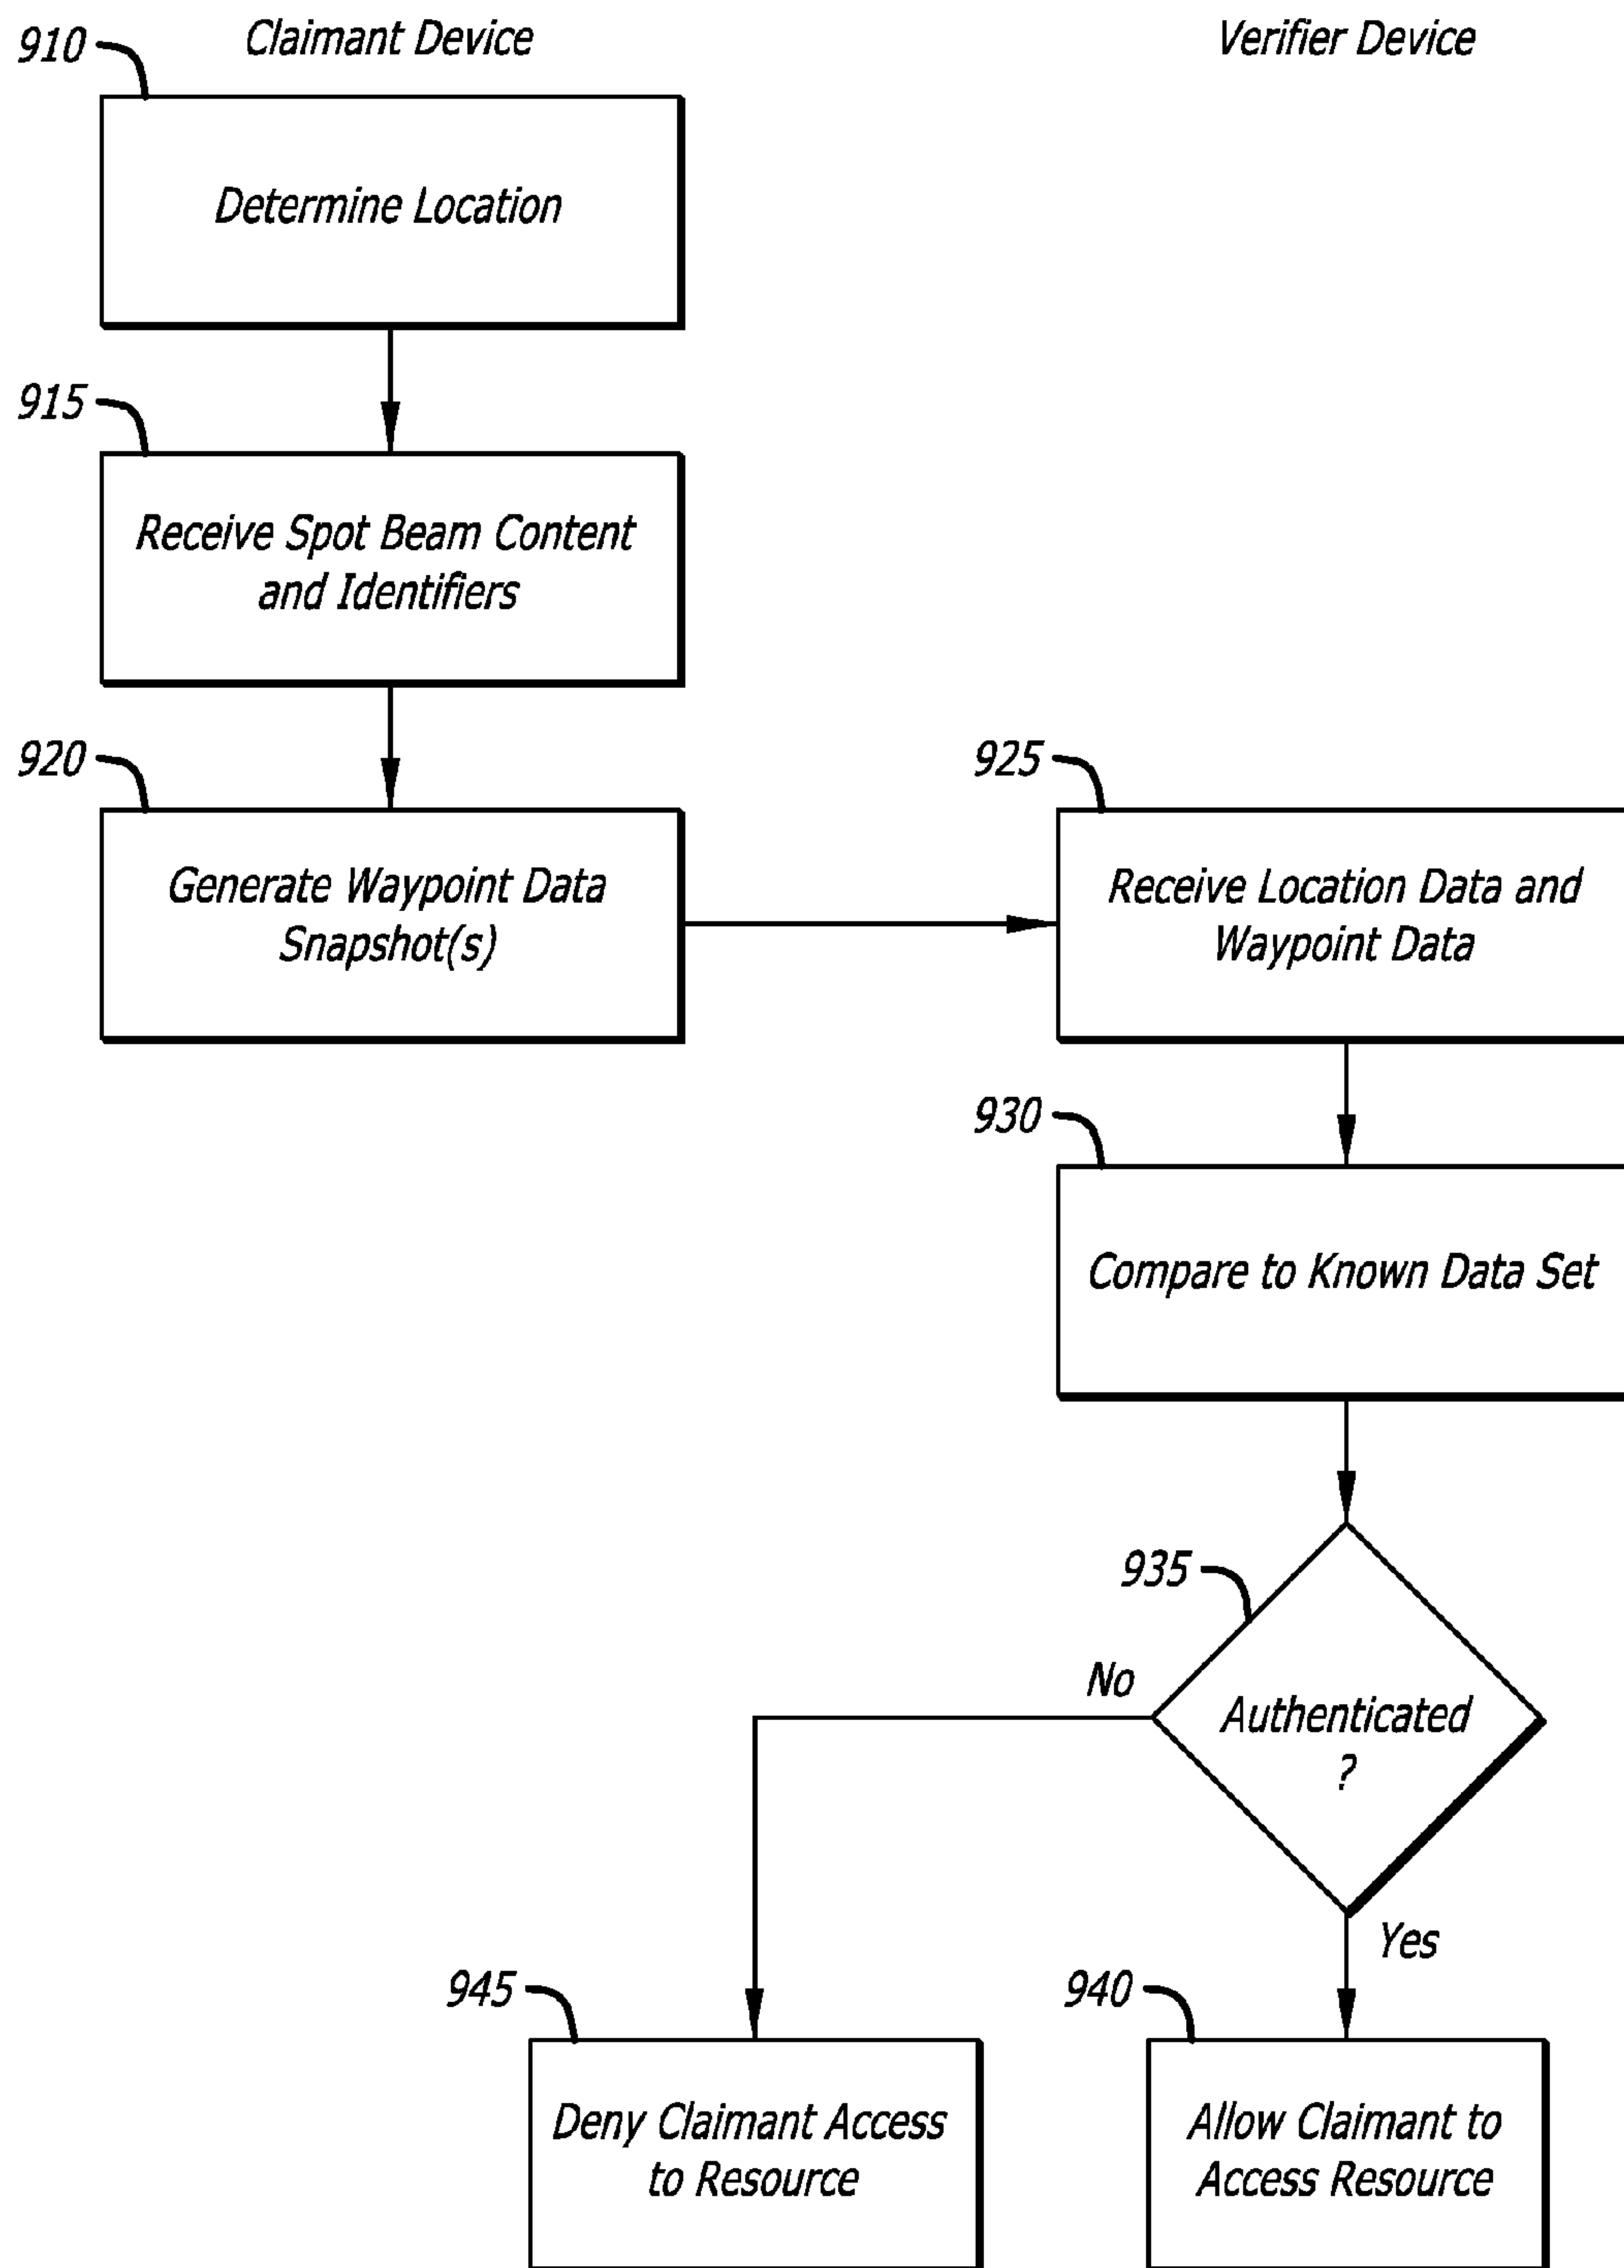 Claimant Device
Verifier Device
910
Determine Location
915
Receive Spot Beam Content
and Identifiers
920
Generate Waypoint Data
Snapshot(s)
925
Receive Location Data and
Waypoint Data
930
Compare to Known Data Set
935
Authenticated
?
No
Yes
945
Deny Claimant Access
to Resource
940
Allow Claimant to
Access Resource